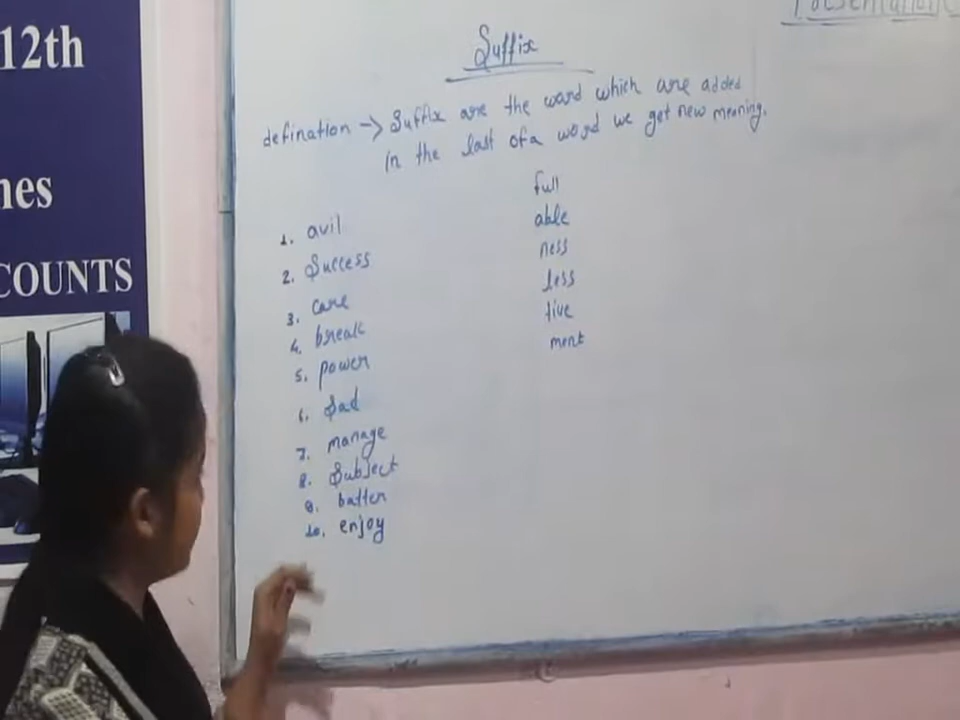 12th
nes
COUNTS
Suffix
defination -> Suffix are the word which are added
in the last of a word we get new meaning.
1. avil
2. Success
3. care
4. break
5. power
6. Sad
7. manage
8. Subject
9. batter
10. enjoy
full
able
ness
less
tive
ment